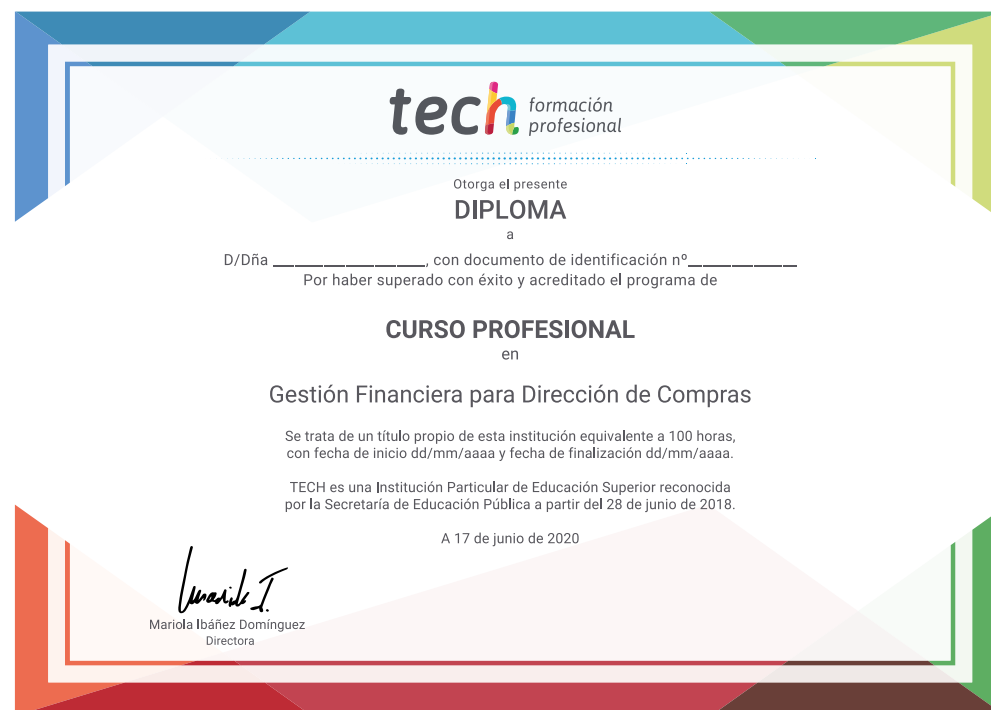 tech formación
profesional
Otorga el presente
DIPLOMA
a
D/Dña ____________________, con documento de identificación nº______________
Por haber superado con éxito y acreditado el programa de
CURSO PROFESIONAL
en
Gestión Financiera para Dirección de Compras
Se trata de un título propio de esta institución equivalente a 100 horas,
con fecha de inicio dd/mm/aaaa y fecha de finalización dd/mm/aaaa.
TECH es una Institución Particular de Educación Superior reconocida
por la Secretaría de Educación Pública a partir del 28 de junio de 2018.
A 17 de junio de 2020
Mariola Ibáñez Domínguez
Directora